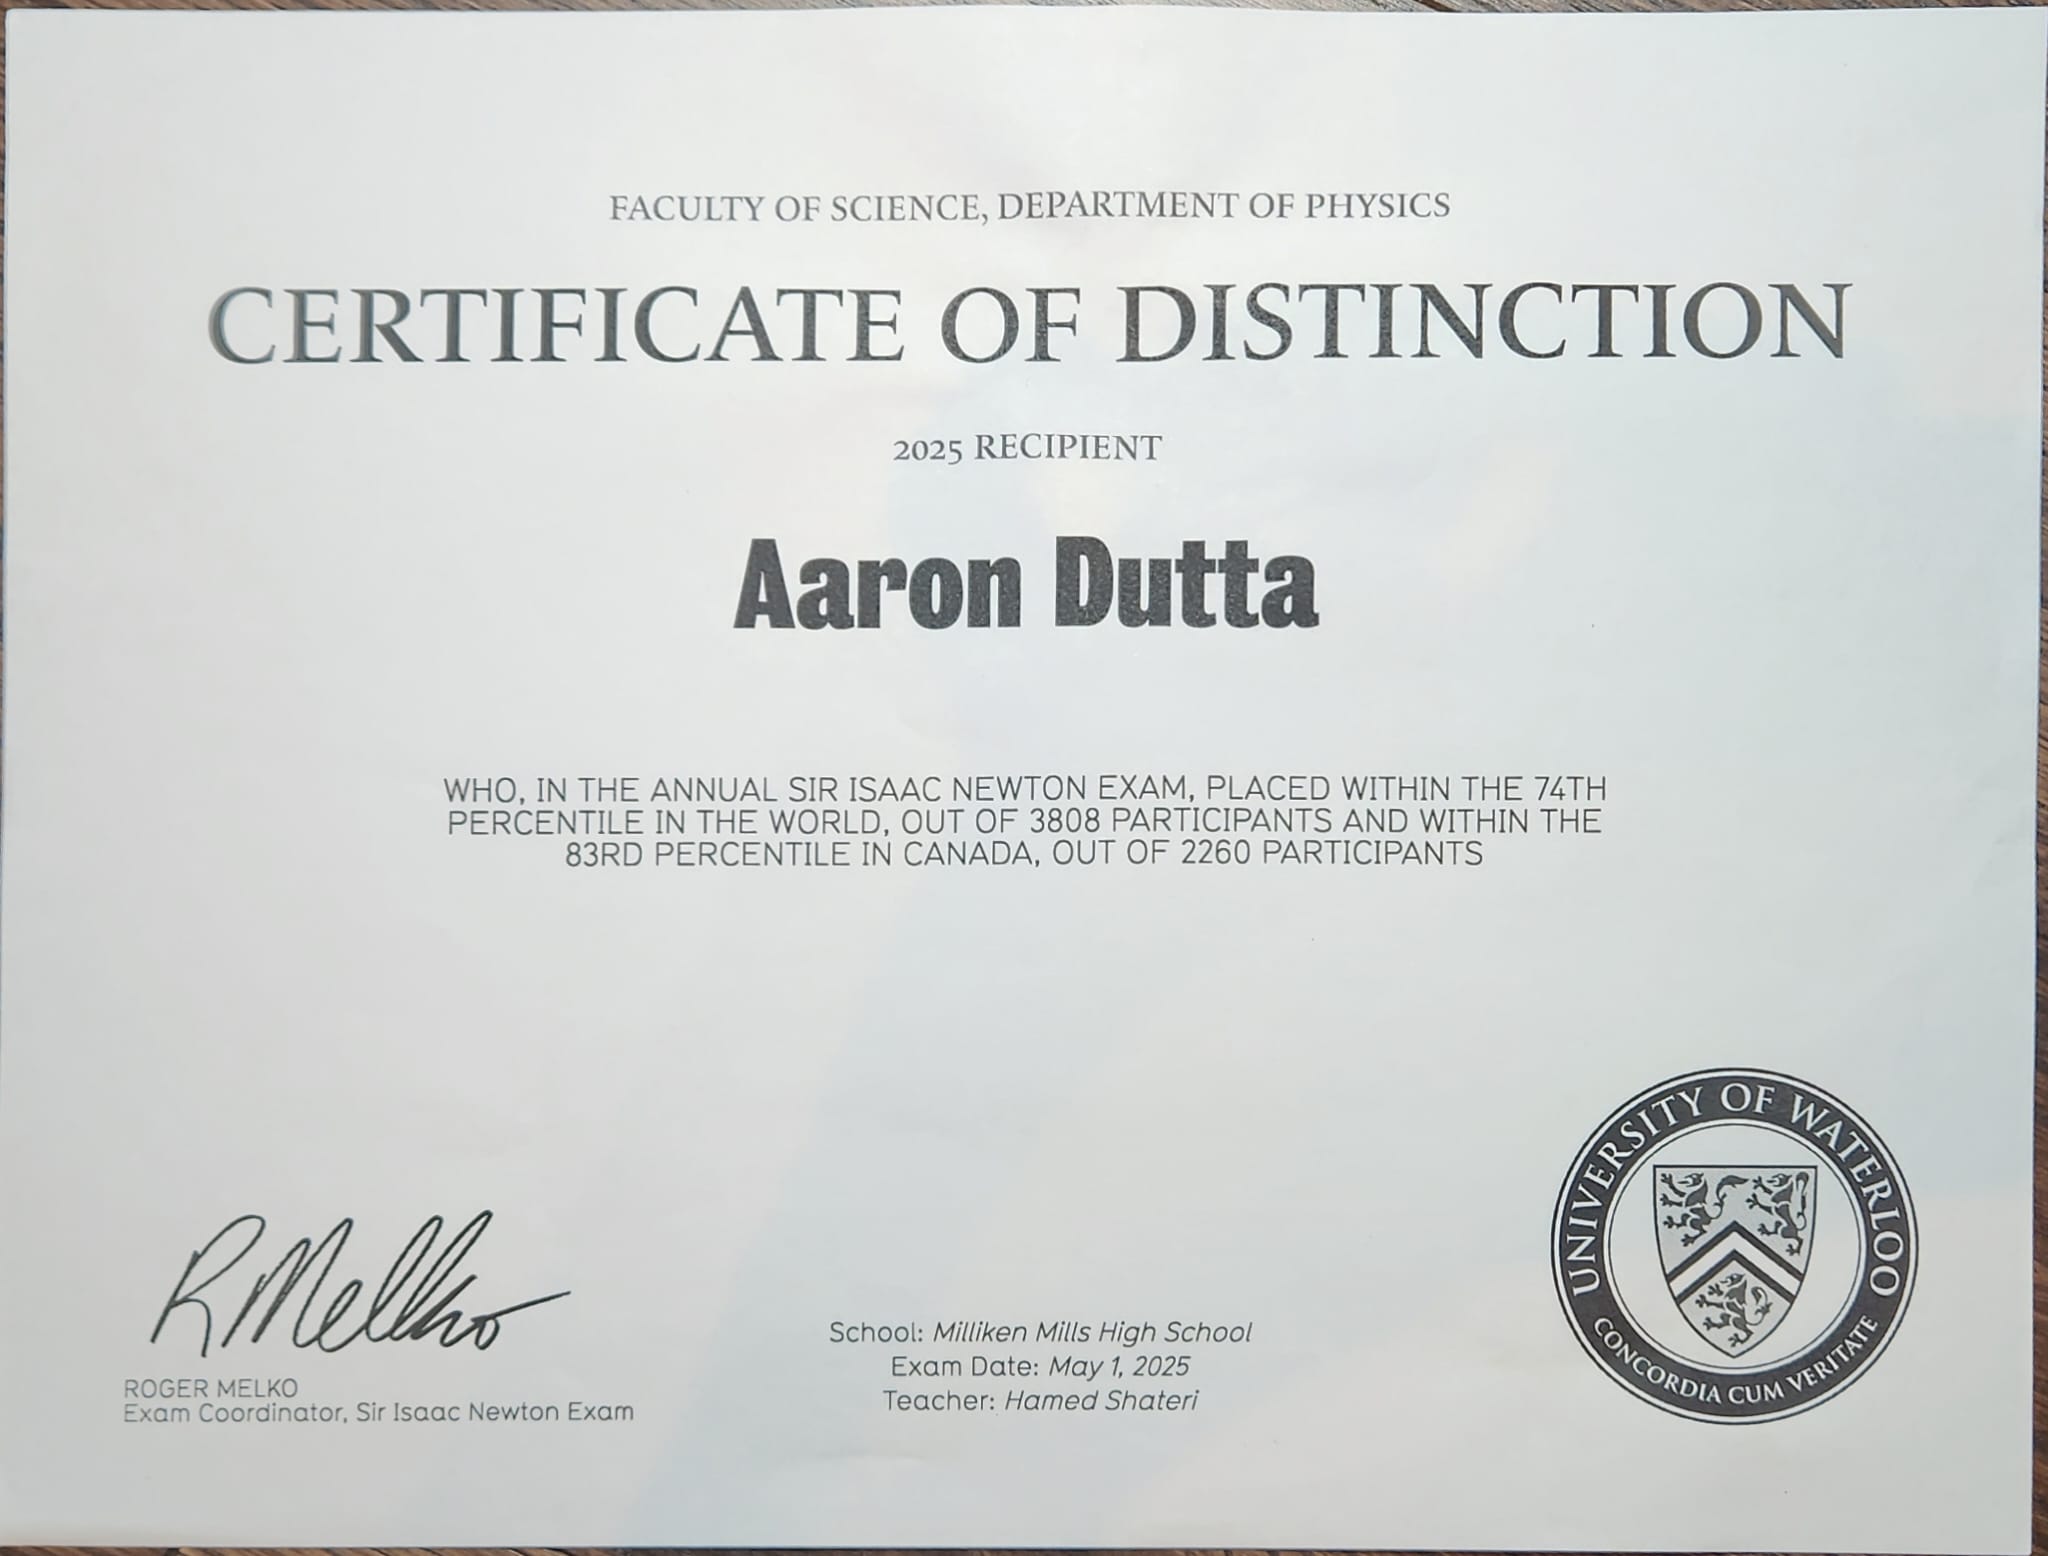 FACULTY OF SCIENCE, DEPARTMENT OF PHYSICS
CERTIFICATE OF DISTINCTION
2025 RECIPIENT
Aaron Dutta
WHO, IN THE ANNUAL SIR ISAAC NEWTON EXAM, PLACED WITHIN THE 74TH
PERCENTILE IN THE WORLD, OUT OF 3808 PARTICIPANTS AND WITHIN THE
83RD PERCENTILE IN CANADA, OUT OF 2260 PARTICIPANTS
R Melko
ROGER MELKO
Exam Coordinator, Sir Isaac Newton Exam
School: Milliken Mills High School
Exam Date: May 1, 2025
Teacher: Hamed Shateri
UNIVERSITY OF WATERLOO
CONCORDIA CUM VERITATE